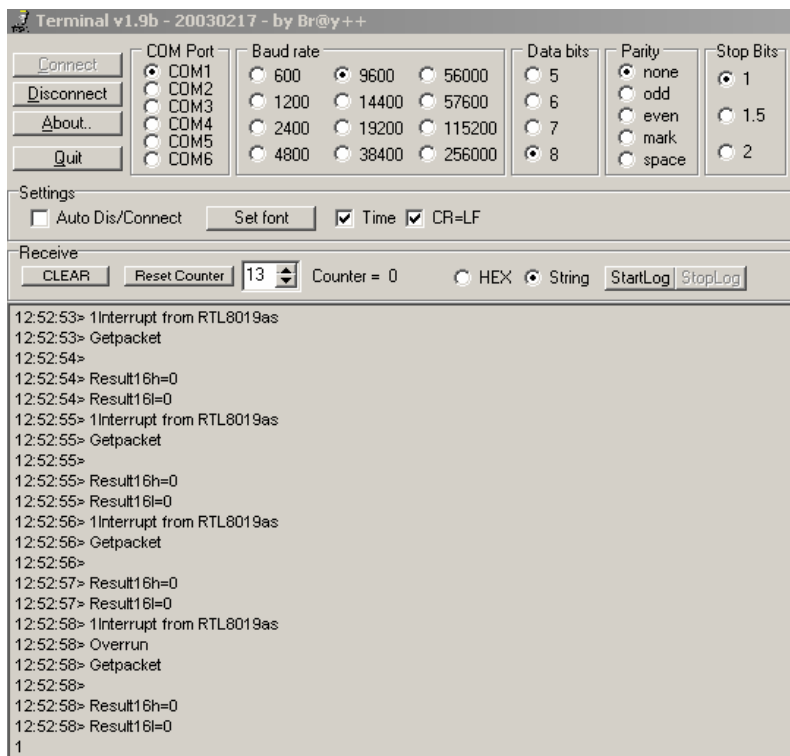 Terminal v1.9b - 20030217 - by Br@y++
Connect
Disconnect
About..
Quit
COM Port
COM1
COM2
COM3
COM4
COM5
COM6
Baud rate
600 9600 56000
1200 14400 57600
2400 19200 115200
4800 38400 256000
Data bits
5
6
7
8
Parity
none
odd
even
mark
space
Stop Bits
1
1.5
2
Settings
Auto Dis/Connect Set font Time CR=LF
Receive
CLEAR Reset Counter 13 Counter = 0 HEX String StartLog StopLog
12:52:53> 1Interrupt from RTL8019as
12:52:53> Getpacket
12:52:54>
12:52:54> Result16h=0
12:52:54> Result16l=0
12:52:55> 1Interrupt from RTL8019as
12:52:55> Getpacket
12:52:55>
12:52:55> Result16h=0
12:52:55> Result16l=0
12:52:56> 1Interrupt from RTL8019as
12:52:56> Getpacket
12:52:56>
12:52:57> Result16h=0
12:52:57> Result16l=0
12:52:58> 1Interrupt from RTL8019as
12:52:58> Overrun
12:52:58> Getpacket
12:52:58>
12:52:58> Result16h=0
12:52:58> Result16l=0
1